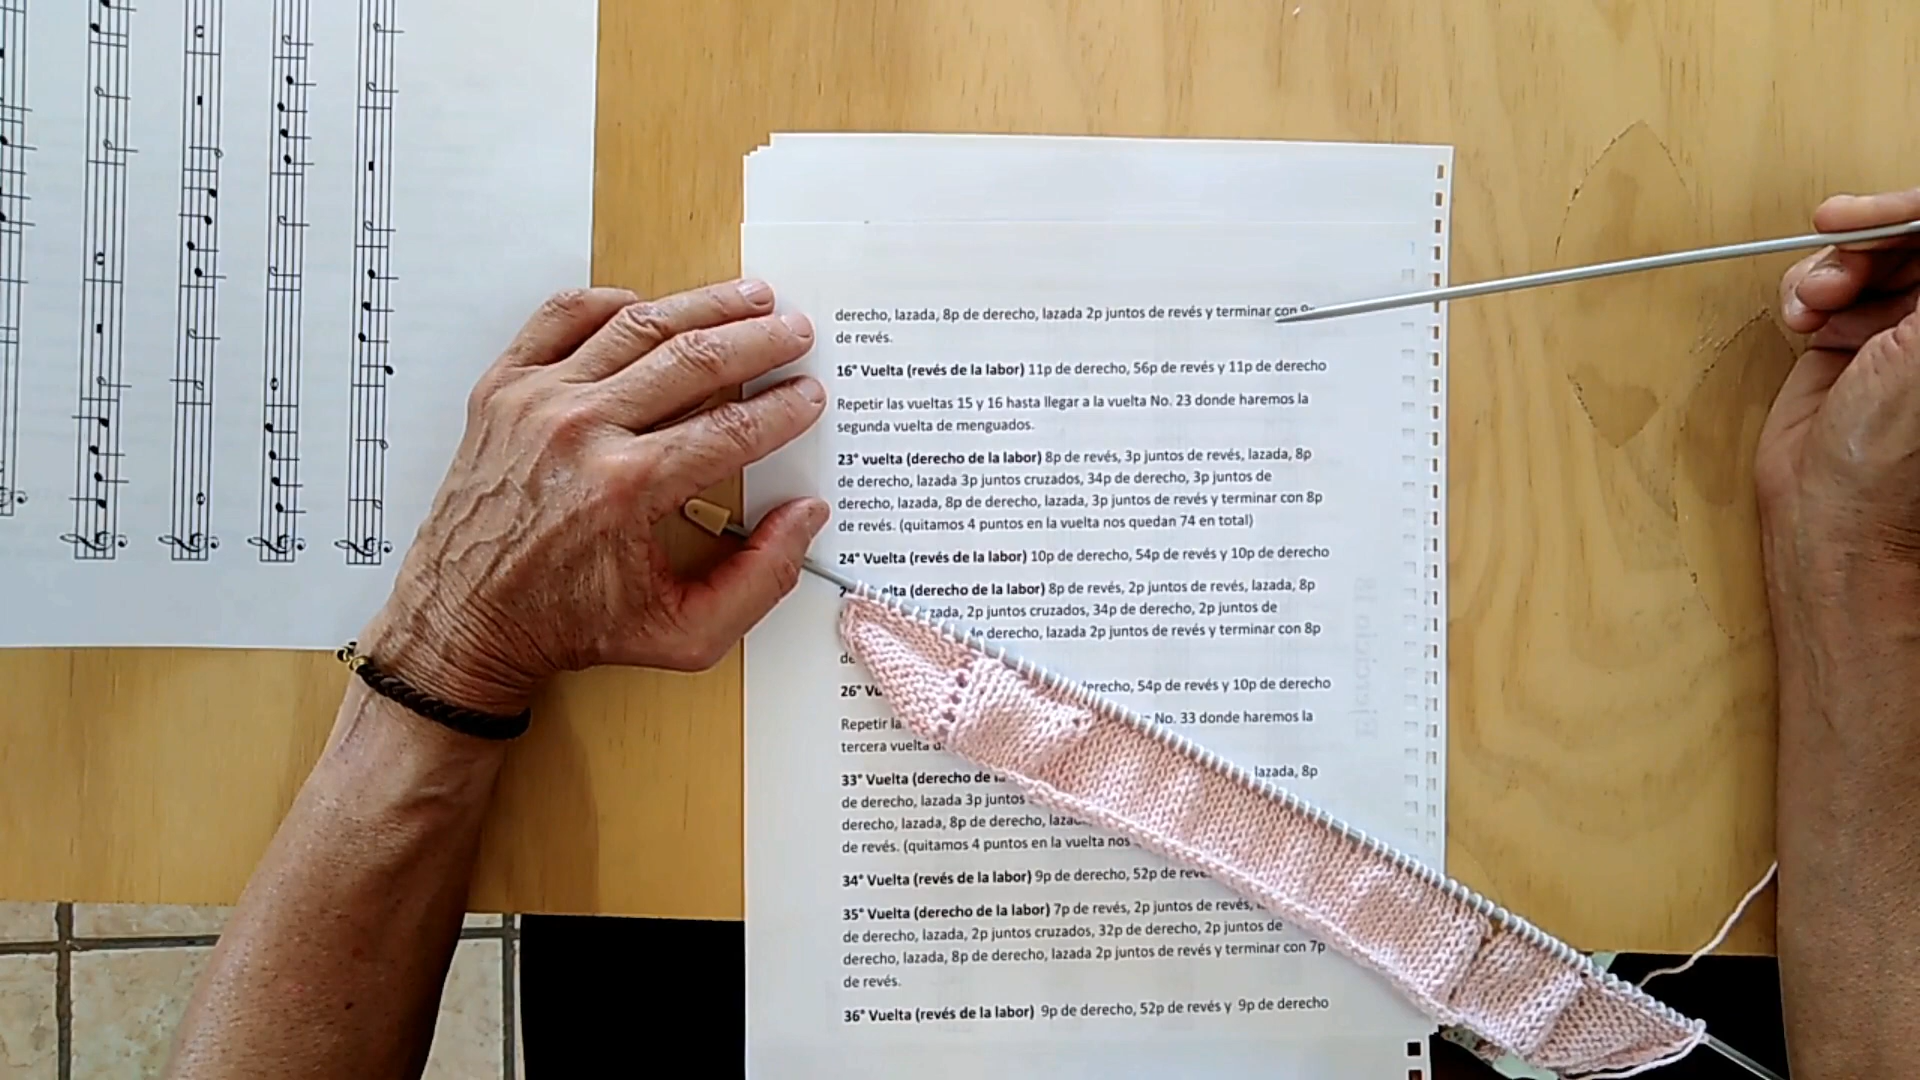 derecho, lazada, 8p de derecho, lazada 2p juntos de revés y terminar con
de revés.
16° Vuelta (revés de la labor) 11p de derecho, 56p de revés y 11p de derecho
Repetir las vueltas 15 y 16 hasta llegar a la vuelta No. 23 donde haremos la
segunda vuelta de menguados.
23° vuelta (derecho de la labor) 8p de revés, 3p juntos de revés, lazada, 8p
de derecho, lazada 3p juntos cruzados, 34p de derecho, 3p juntos de
derecho, lazada, 8p de derecho, lazada, 3p juntos de revés y terminar con 8p
de revés. (quitamos 4 puntos en la vuelta nos quedan 74 en total)
24° Vuelta (revés de la labor) 10p de derecho, 54p de revés y 10p de derecho
(derecho de la labor) 8p de revés, 2p juntos de revés, lazada, 8p
2p juntos cruzados, 34p de derecho, 2p juntos de
de derecho, lazada 2p juntos de revés y terminar con 8p
26° 54p de revés y 10p de derecho
Repetir No. 33 donde haremos la
tercera vuelta
33° Vuelta (derecho de lazada, 8p
de derecho, lazada 3p juntos
derecho, lazada, 8p de derecho,
de revés. (quitamos 4 puntos en la vuelta nos
34° Vuelta (revés de la labor) 9p de derecho, 52p de
35° Vuelta (derecho de la labor) 7p de revés, 2p juntos de revés,
de derecho, lazada, 2p juntos cruzados, 32p de derecho, 2p juntos de
derecho, lazada, 8p de derecho, lazada 2p juntos de revés y terminar con 7p
de revés.
36° Vuelta (revés de la labor) 9p de derecho, 52p de revés y 9p de derecho